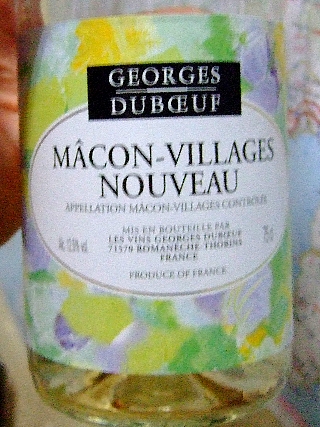 GEORGES
DUBŒUF
MÂCON-VILLAGES
NOUVEAU
APPELLATION MÂCON-VILLAGES CONTRÔLÉE
MIS EN BOUTEILLE PAR
LES VINS GEORGES DUBŒUF
71570 ROMANÈCHE-THORINS
FRANCE
PRODUCE OF FRANCE